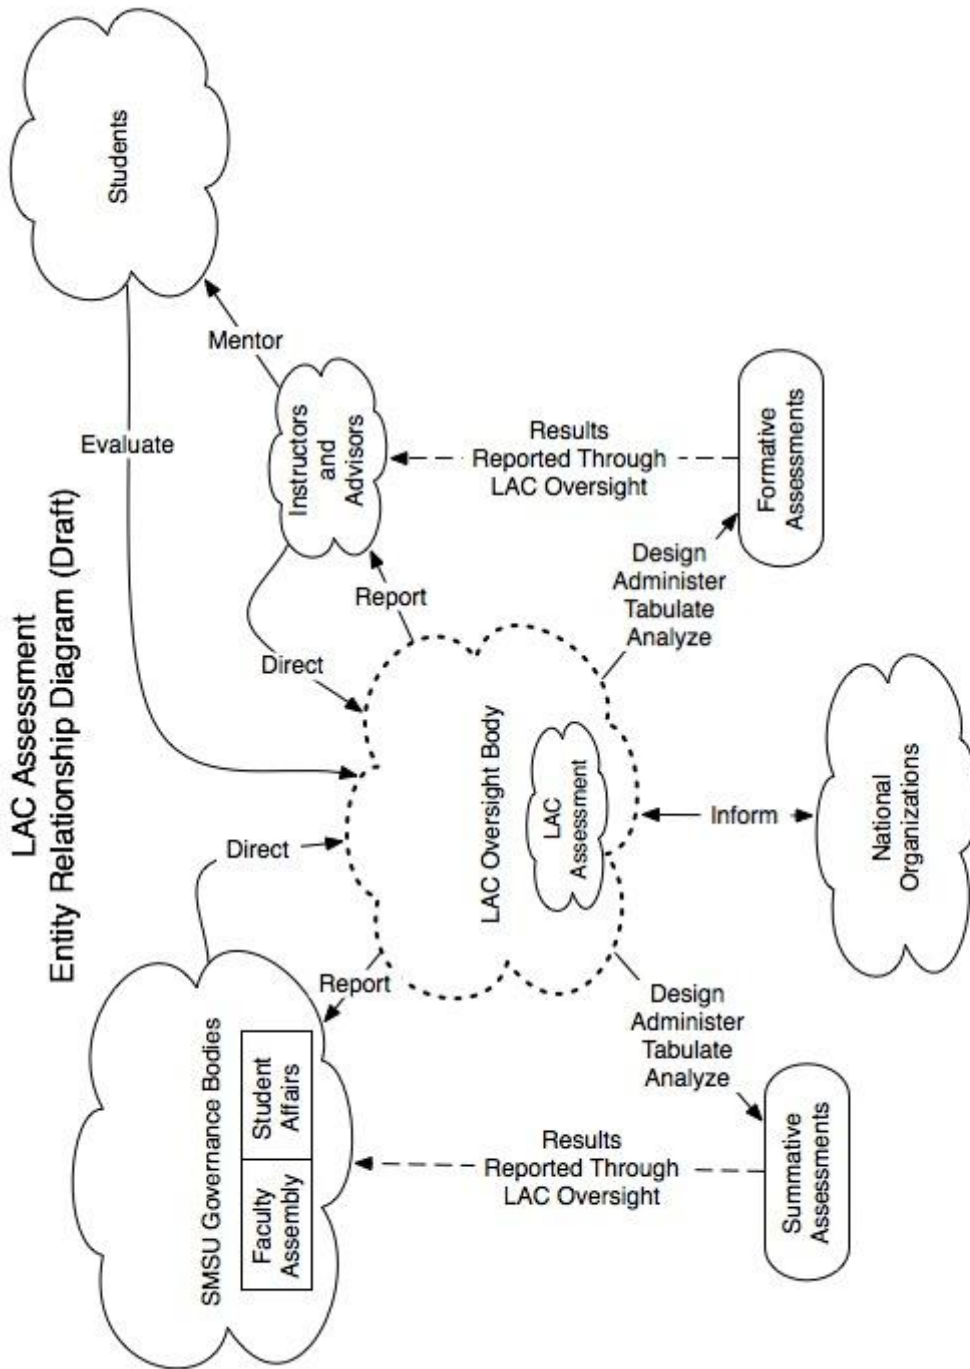 LAC Assessment
Entity Relationship Diagram (Draft)
Students
Evaluate
Mentor
Instructors
and
Advisors
Direct
Report
Results
Reported Through
LAC Oversight
Formative
Assessments
Design
Administer
Tabulate
Analyze
SMSU Governance Bodies
Faculty
Assembly
Student
Affairs
Direct
Report
LAC Oversight Body
LAC
Assessment
Inform
National
Organizations
Design
Administer
Tabulate
Analyze
Results
Reported Through
LAC Oversight
Summative
Assessments